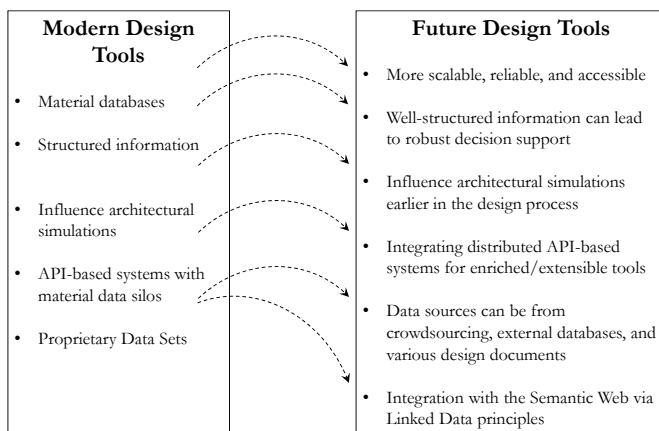 Modern Design
Tools
• Material databases
• Structured information
• Influence architectural
simulations
• API-based systems with
material data silos
• Proprietary Data Sets
Future Design Tools
• More scalable, reliable, and accessible
• Well-structured information can lead
to robust decision support
• Influence architectural simulations
earlier in the design process
• Integrating distributed API-based
systems for enriched/extensible tools
• Data sources can be from
crowdsourcing, external databases, and
various design documents
• Integration with the Semantic Web via
Linked Data principles